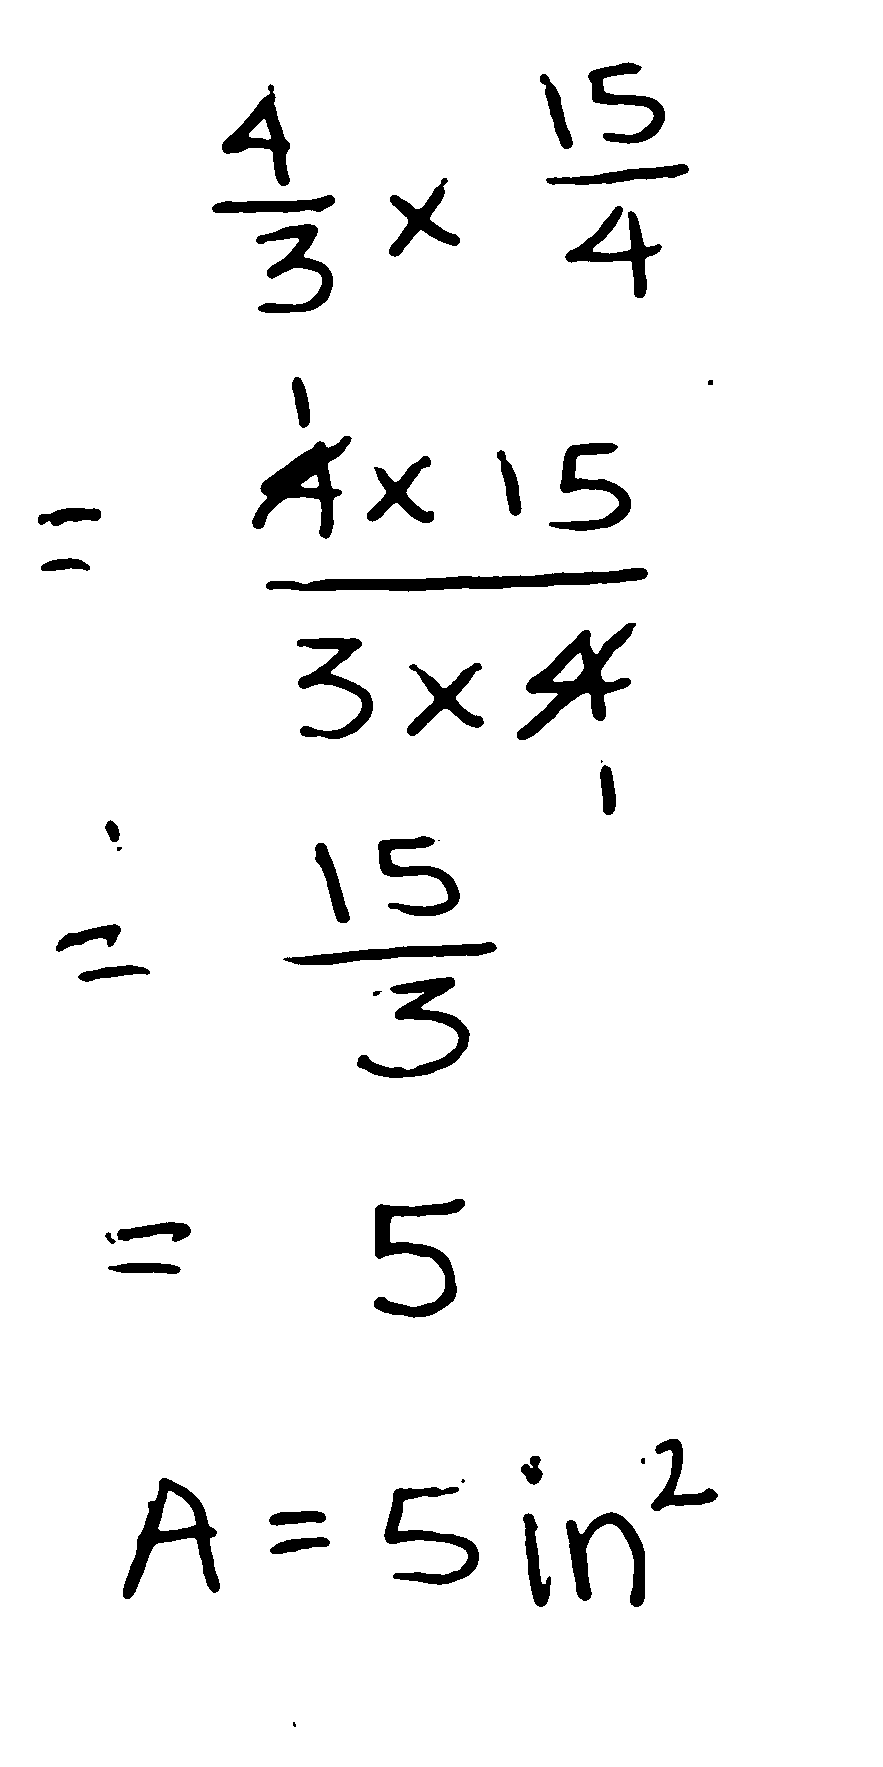 4/3 x 15/4
1
= 4 x 15 / 3 x 4
1
= 15/3
= 5
A = 5 in²